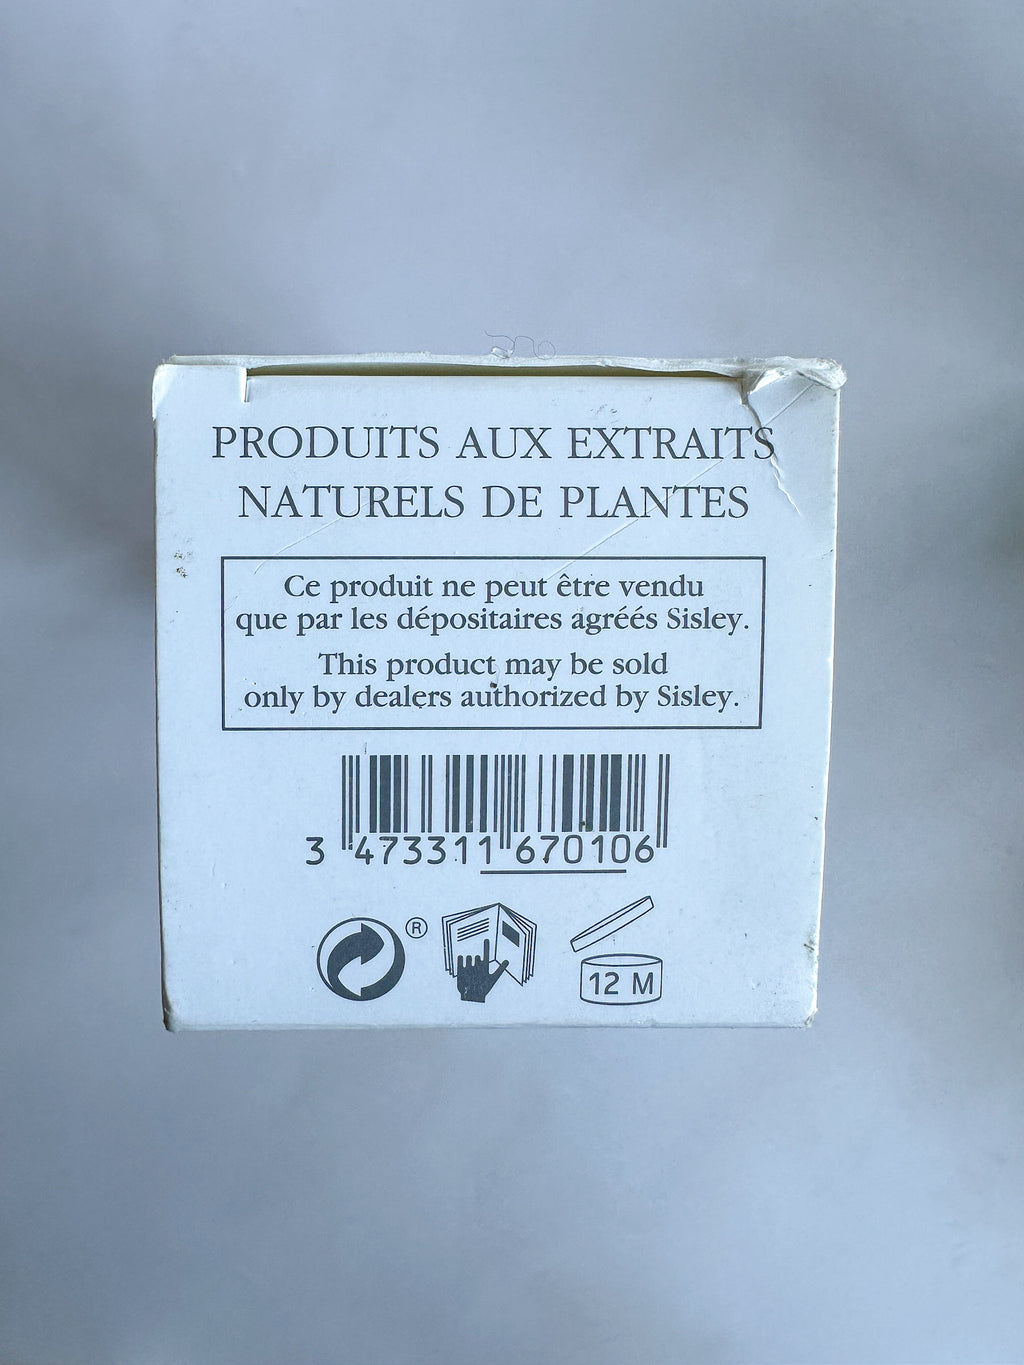 PRODUITS AUX EXTRAITS
NATURELS DE PLANTES
Ce produit ne peut être vendu
que par les dépositaires agréés Sisley.
This product may be sold
only by dealers authorized by Sisley.
3 473311 670106
®
12 M